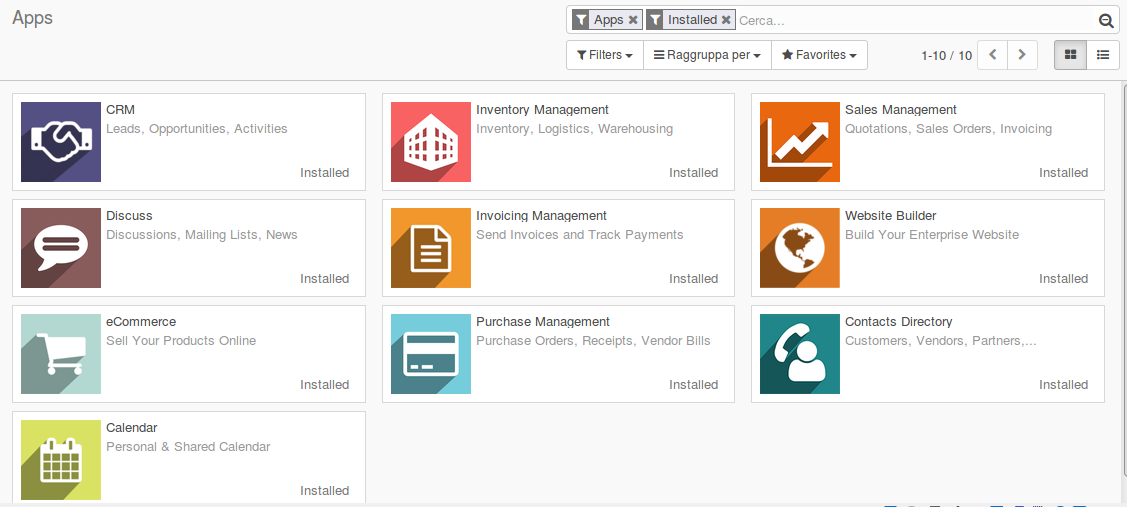 Apps
Apps Installed Cerca...
Filters Raggruppa per Favorites 1-10 / 10
CRM
Leads, Opportunities, Activities
Installed
Inventory Management
Inventory, Logistics, Warehousing
Installed
Sales Management
Quotations, Sales Orders, Invoicing
Installed
Discuss
Discussions, Mailing Lists, News
Installed
Invoicing Management
Send Invoices and Track Payments
Installed
Website Builder
Build Your Enterprise Website
Installed
eCommerce
Sell Your Products Online
Installed
Purchase Management
Purchase Orders, Receipts, Vendor Bills
Installed
Contacts Directory
Customers, Vendors, Partners,...
Installed
Calendar
Personal & Shared Calendar
Installed